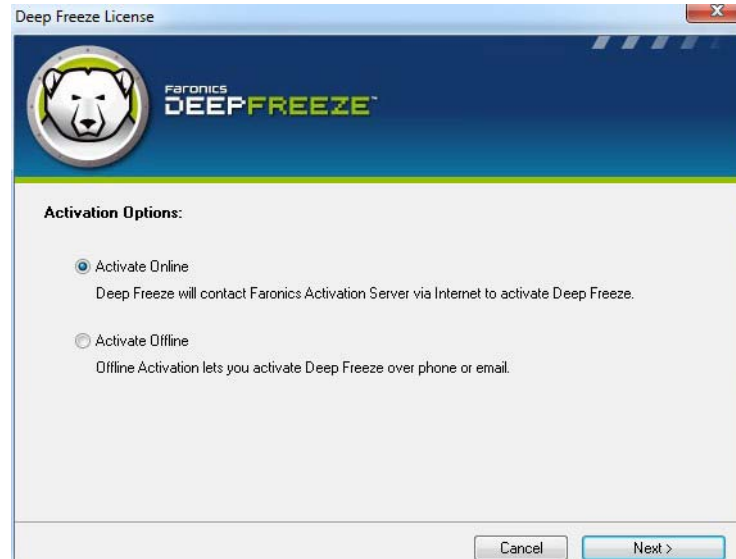 Deep Freeze License
Faronics
DEEPFREEZE™
Activation Options:
Activate Online
Deep Freeze will contact Faronics Activation Server via Internet to activate Deep Freeze.
Activate Offline
Offline Activation lets you activate Deep Freeze over phone or email.
Cancel
Next >